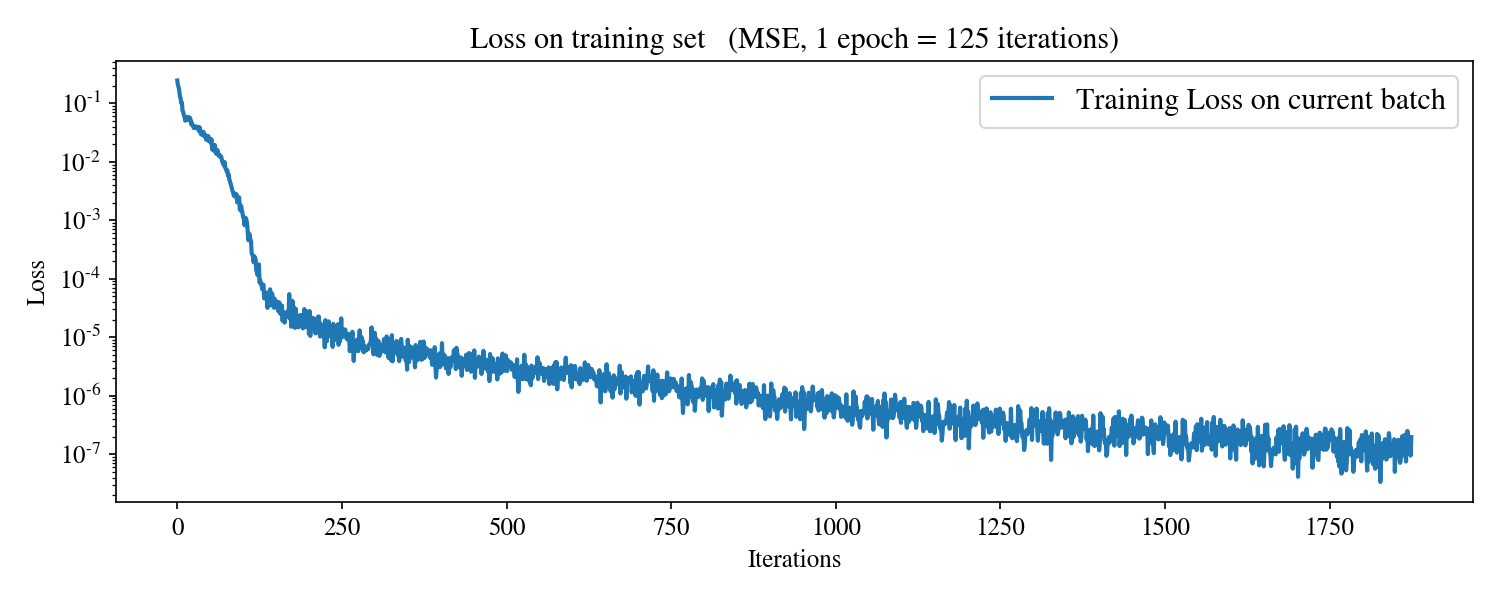 Loss on training set (MSE, 1 epoch = 125 iterations)
Training Loss on current batch
Loss
10^-1
10^-2
10^-3
10^-4
10^-5
10^-6
10^-7
0 250 500 750 1000 1250 1500 1750
Iterations